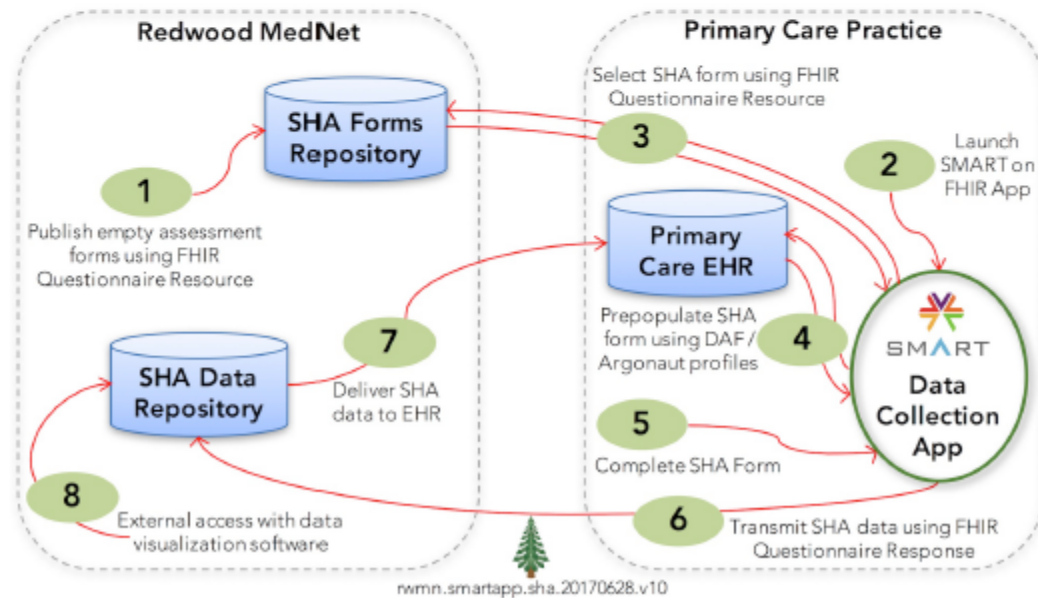 Redwood MedNet
SHA Forms
Repository
1
Publish empty assessment
forms using FHIR
Questionnaire Resource
SHA Data
Repository
7
Deliver SHA
data to EHR
8
External access with data
visualization software
Primary Care Practice
Select SHA form using FHIR
Questionnaire Resource
3
2
Launch
SMART on
FHIR App
Primary
Care EHR
Prepopulate SHA
form using DAF /
Argonaut profiles
4
SMART
Data
Collection
App
5
Complete SHA Form
6
Transmit SHA data using FHIR
Questionnaire Response
rwmn.smartapp.sha.20170628.v10